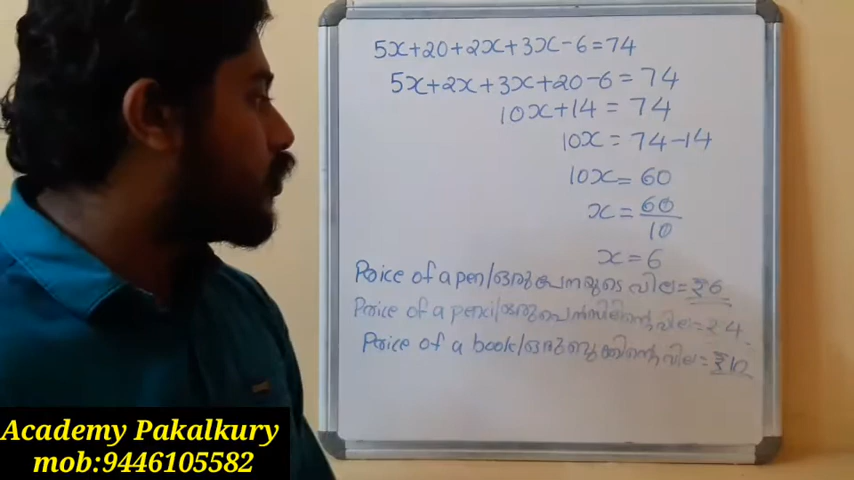 5x+20+2x+3x-6=74
5x+2x+3x+20-6=74
10x+14=74
10x=74-14
10x=60
x=60/10
x=6
Price of a pen/ഒരു പേനയുടെ വില=₹6
Price of a pencil/ഒരു പെൻസിലിന്റെ വില=₹4
Price of a book/ഒരു ബുക്കിന്റെ വില=₹12
Academy Pakalkury
mob:9446105582